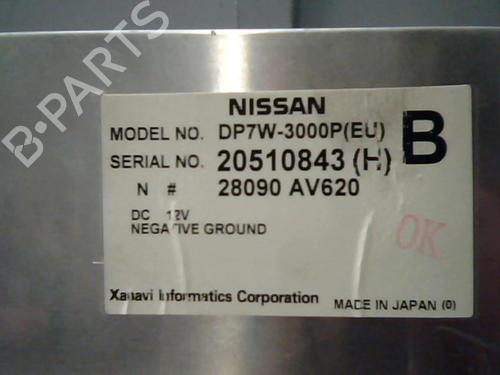 NISSAN
MODEL NO. DP7W-3000P(EU)
B
SERIAL NO. 20510843 (H)
N # 28090 AV620
DC 12V
NEGATIVE GROUND
OK
Xanavi Informatics Corporation
MADE IN JAPAN (0)
B-PARTS